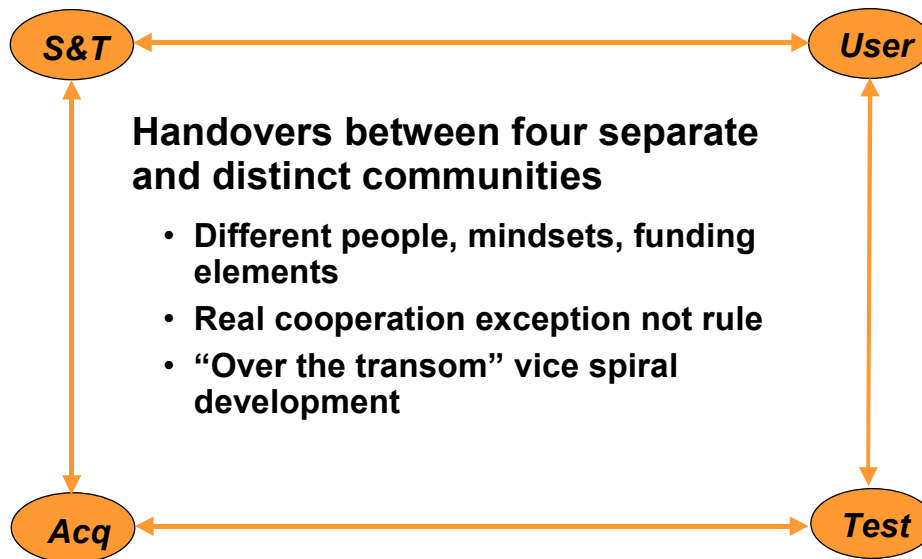 S&T
User
Handovers between four separate
and distinct communities
• Different people, mindsets, funding
elements
• Real cooperation exception not rule
• “Over the transom” vice spiral
development
Acq
Test